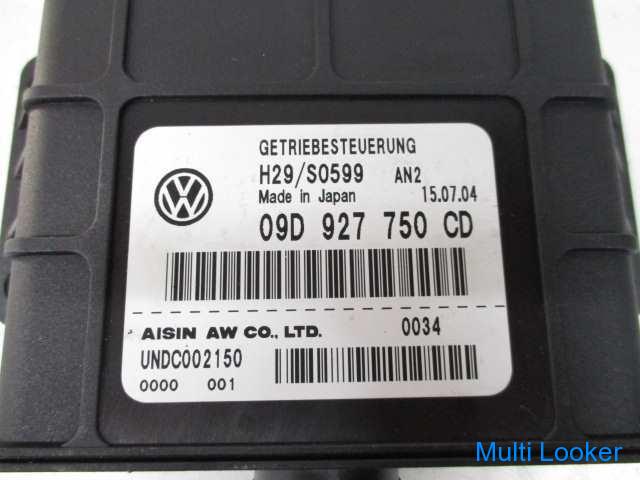 GETRIEBESTEUERUNG
H29/S0599 AN2
Made in Japan 15.07.04
09D 927 750 CD
AISIN AW CO., LTD. 0034
UNDC002150
0000 001
Multi Looker